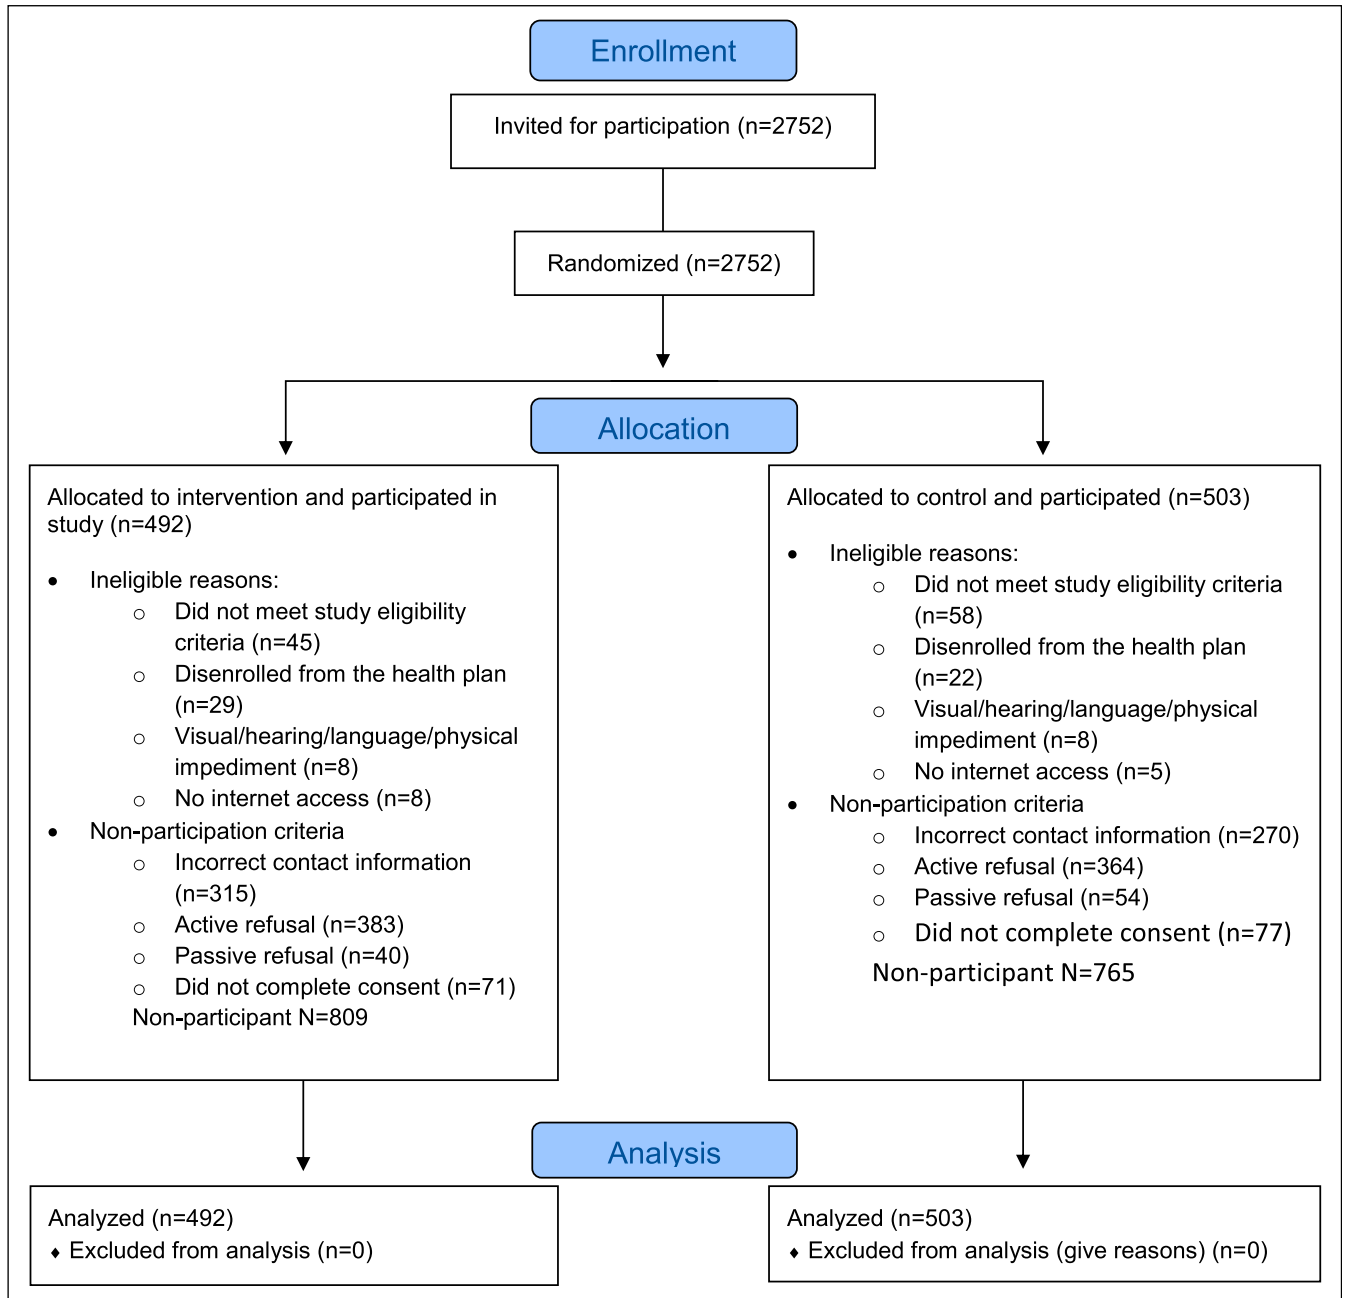 Enrollment
Invited for participation (n=2752)
Randomized (n=2752)
Allocation
Allocated to intervention and participated in
study (n=492)
• Ineligible reasons:
o Did not meet study eligibility
criteria (n=45)
o Disenrolled from the health plan
(n=29)
o Visual/hearing/language/physical
impediment (n=8)
o No internet access (n=8)
• Non-participation criteria
o Incorrect contact information
(n=315)
o Active refusal (n=383)
o Passive refusal (n=40)
o Did not complete consent (n=71)
Non-participant N=809
Allocated to control and participated (n=503)
• Ineligible reasons:
o Did not meet study eligibility criteria
(n=58)
o Disenrolled from the health plan
(n=22)
o Visual/hearing/language/physical
impediment (n=8)
o No internet access (n=5)
• Non-participation criteria
o Incorrect contact information (n=270)
o Active refusal (n=364)
o Passive refusal (n=54)
o Did not complete consent (n=77)
Non-participant N=765
Analysis
Analyzed (n=492)
♦ Excluded from analysis (n=0)
Analyzed (n=503)
♦ Excluded from analysis (give reasons) (n=0)